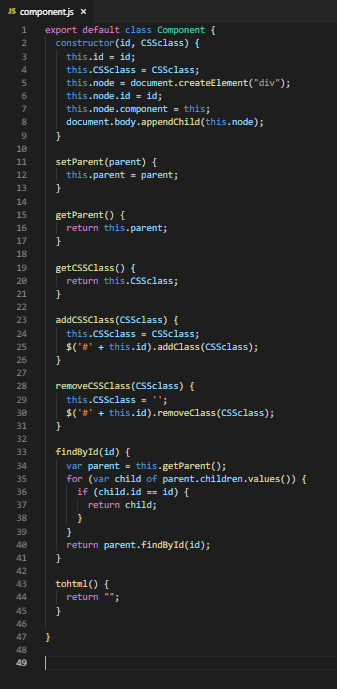 JS component.js ×
1 export default class Component {
2 constructor(id, CSSclass) {
3 this.id = id;
4 this.CSSclass = CSSclass;
5 this.node = document.createElement("div");
6 this.node.id = id;
7 this.node.component = this;
8 document.body.appendChild(this.node);
9 }
10
11 setParent(parent) {
12 this.parent = parent;
13 }
14
15 getParent() {
16 return this.parent;
17 }
18
19 getCSSClass() {
20 return this.CSSclass;
21 }
22
23 addCSSClass(CSSclass) {
24 this.CSSclass = CSSclass;
25 $('#' + this.id).addClass(CSSclass);
26 }
27
28 removeCSSClass(CSSclass) {
29 this.CSSclass = '';
30 $('#' + this.id).removeClass(CSSclass);
31 }
32
33 findById(id) {
34 var parent = this.getParent();
35 for (var child of parent.children.values()) {
36 if (child.id == id) {
37 return child;
38 }
39 }
40 return parent.findById(id);
41 }
42
43 tohtml() {
44 return "";
45 }
46
47 }
48
49